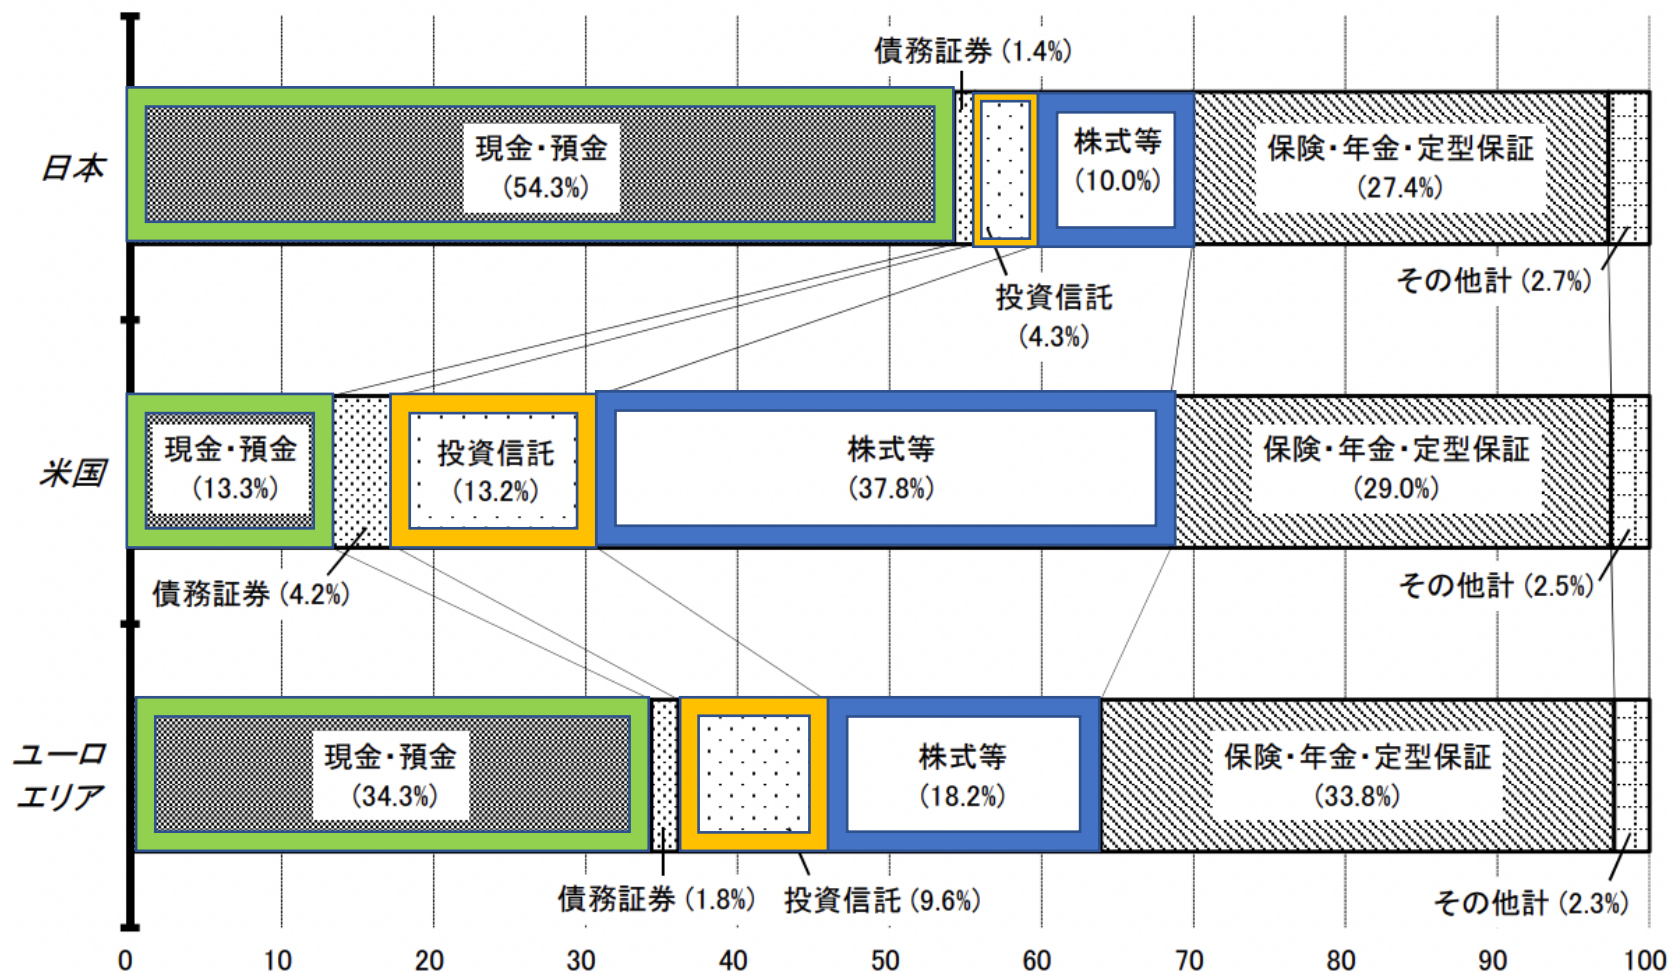 債務証券 (1.4%)
日本
現金・預金
(54.3%)
株式等
(10.0%)
保険・年金・定型保証
(27.4%)
その他計 (2.7%)
投資信託
(4.3%)
米国
現金・預金
(13.3%)
投資信託
(13.2%)
株式等
(37.8%)
保険・年金・定型保証
(29.0%)
債務証券 (4.2%)
その他計 (2.5%)
ユーロ
エリア
現金・預金
(34.3%)
株式等
(18.2%)
保険・年金・定型保証
(33.8%)
債務証券 (1.8%)
投資信託 (9.6%)
その他計 (2.3%)
0 10 20 30 40 50 60 70 80 90 100